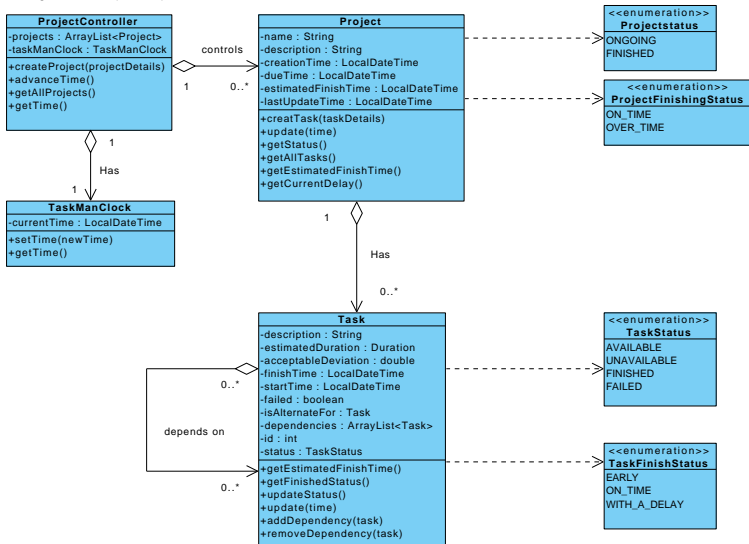 ProjectController
-projects : ArrayList<Project>
-taskManClock : TaskManClock
+createProject(projectDetails)
+advanceTime()
+getAllProjects()
+getTime()
controls
1
0..*
Project
-name : String
-description : String
-creationTime : LocalDateTime
-dueTime : LocalDateTime
-estimatedFinishTime : LocalDateTime
-lastUpdateTime : LocalDateTime
+creatTask(taskDetails)
+update(time)
+getStatus()
+getAllTasks()
+getEstimatedFinishTime()
+getCurrentDelay()
<<enumeration>>
Projectstatus
ONGOING
FINISHED
<<enumeration>>
ProjectFinishingStatus
ON_TIME
OVER_TIME
1
Has
1
TaskManClock
-currentTime : LocalDateTime
+setTime(newTime)
+getTime()
1
Has
0..*
Task
-description : String
-estimatedDuration : Duration
-acceptableDeviation : double
-finishTime : LocalDateTime
-startTime : LocalDateTime
-failed : boolean
-isAlternateFor : Task
-dependencies : ArrayList<Task>
-id : int
-status : TaskStatus
+getEstimatedFinishTime()
+getFinishedStatus()
+updateStatus()
+update(time)
+addDependency(task)
+removeDependency(task)
0..*
depends on
0..*
<<enumeration>>
TaskStatus
AVAILABLE
UNAVAILABLE
FINISHED
FAILED
<<enumeration>>
TaskFinishStatus
EARLY
ON_TIME
WITH_A_DELAY